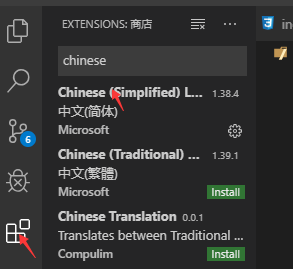 EXTENSIONS: 商店
in
chinese
Chinese (Simplified) L... 1.38.4
中文(简体)
Microsoft
Chinese (Traditional) ... 1.39.1
中文(繁體)
Microsoft Install
Chinese Translation 0.0.1
Translates between Traditional ...
Compulim Install
6